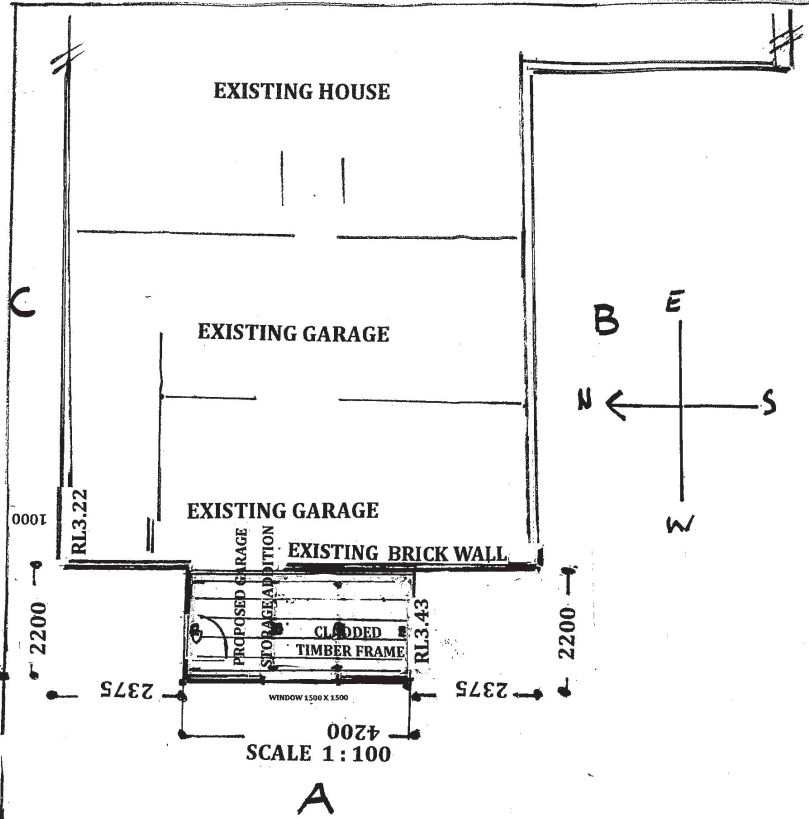 EXISTING HOUSE
E
B
C
EXISTING GARAGE
N
S
W
RL3.22
1000
EXISTING GARAGE
EXISTING BRICK WALL
PROPOSED GARAGE
STORAGE ADDITION
CLADDED
TIMBER FRAME
RL3.43
2200
2200
2375
WINDOW 1500 X 1500
2375
4200
SCALE 1 : 100
A